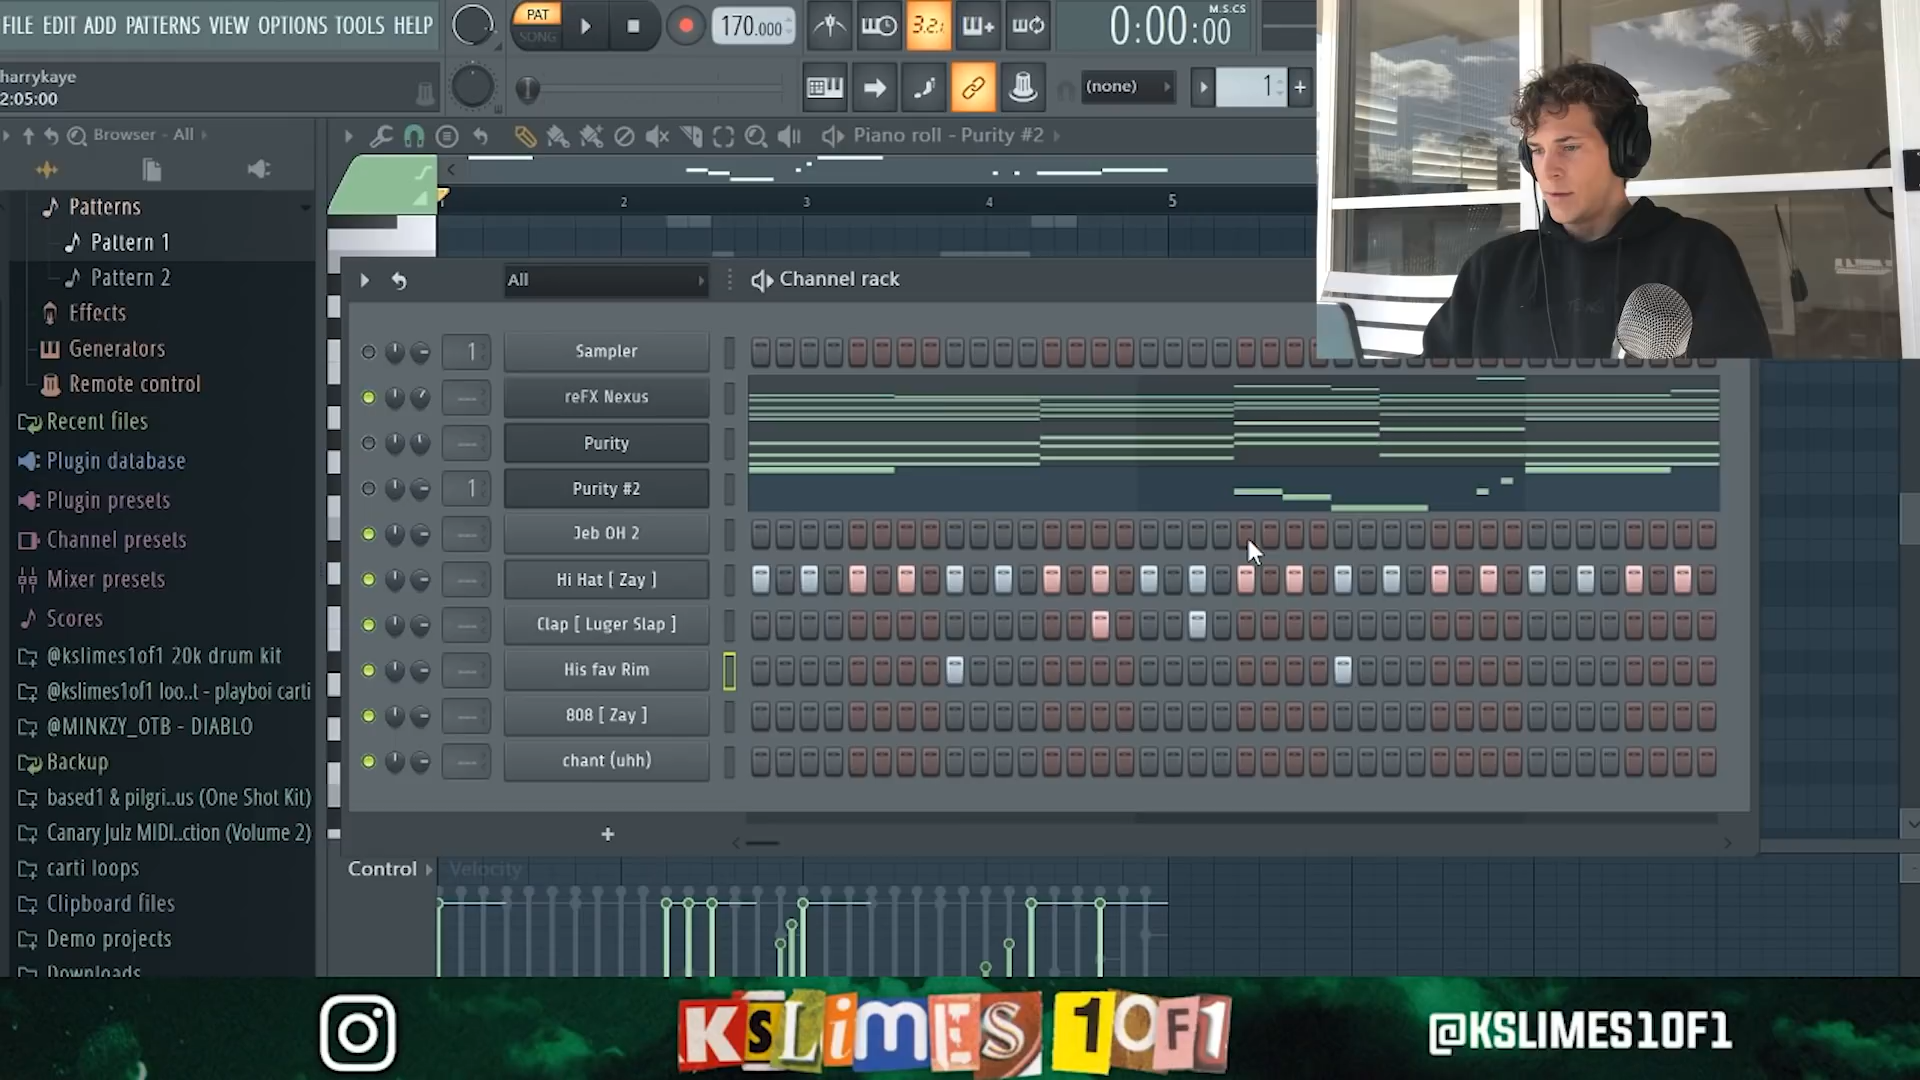 FILE EDIT ADD PATTERNS VIEW OPTIONS TOOLS HELP
PAT
SONG
170.000
3.2.
M:S:CS
0:00:00
harrykaye
2:05:00
(none)
1
Browser - All
Piano roll - Purity #2
Patterns
Pattern 1
Pattern 2
Effects
Generators
Remote control
Recent files
Plugin database
Plugin presets
Channel presets
Mixer presets
Scores
@kslimes1of1 20k drum kit
@kslimes1of1 loo..t - playboi carti
@MINKZY_OTB - DIABLO
Backup
based1 & pilgri..us (One Shot Kit)
Canary Julz MIDI..ction (Volume 2)
carti loops
Clipboard files
Demo projects
Downloads
2
3
4
5
All
Channel rack
1
Sampler
reFX Nexus
Purity
1
Purity #2
Jeb OH 2
Hi Hat [ Zay ]
Clap [ Luger Slap ]
His fav Rim
808 [ Zay ]
chant (uhh)
+
Control
Velocity
KSLiMES 1OF1
@KSLIMES1OF1